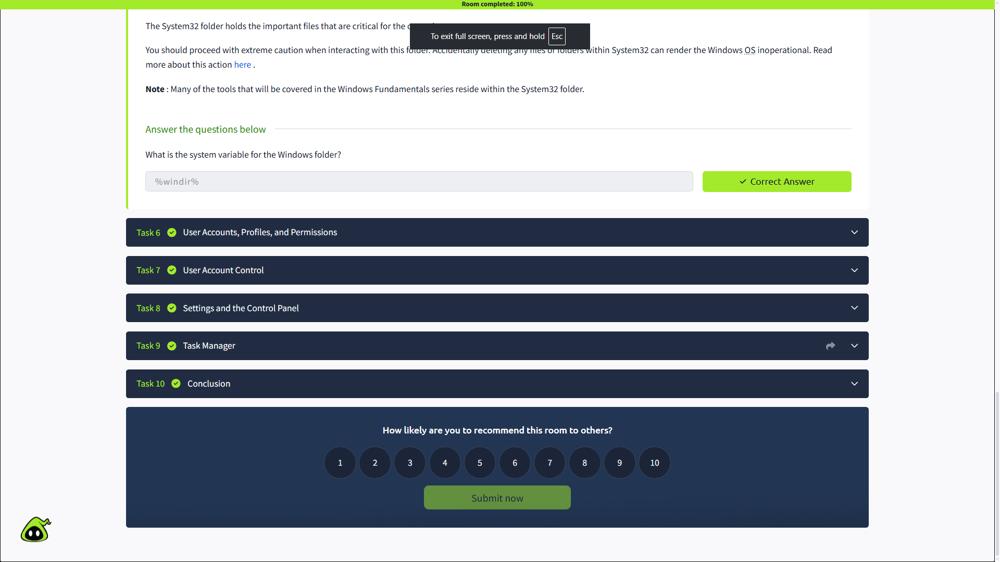 Room completed: 100%
The System32 folder holds the important files that are critical for the
To exit full screen, press and hold Esc
You should proceed with extreme caution when interacting with this folder. Accidentally deleting any files or folders within System32 can render the Windows OS inoperational. Read
more about this action here .
Note : Many of the tools that will be covered in the Windows Fundamentals series reside within the System32 folder.
Answer the questions below
What is the system variable for the Windows folder?
%windir%
Correct Answer
Task 6 User Accounts, Profiles, and Permissions
Task 7 User Account Control
Task 8 Settings and the Control Panel
Task 9 Task Manager
Task 10 Conclusion
How likely are you to recommend this room to others?
1 2 3 4 5 6 7 8 9 10
Submit now